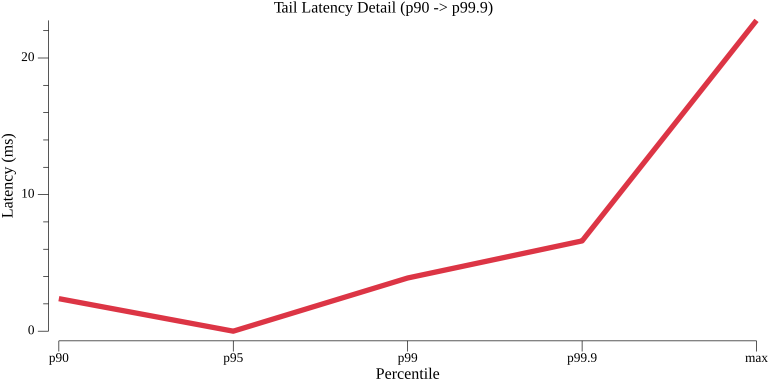 Tail Latency Detail (p90 -> p99.9)
20
10
0
Latency (ms)
p90 p95 p99 p99.9 max
Percentile